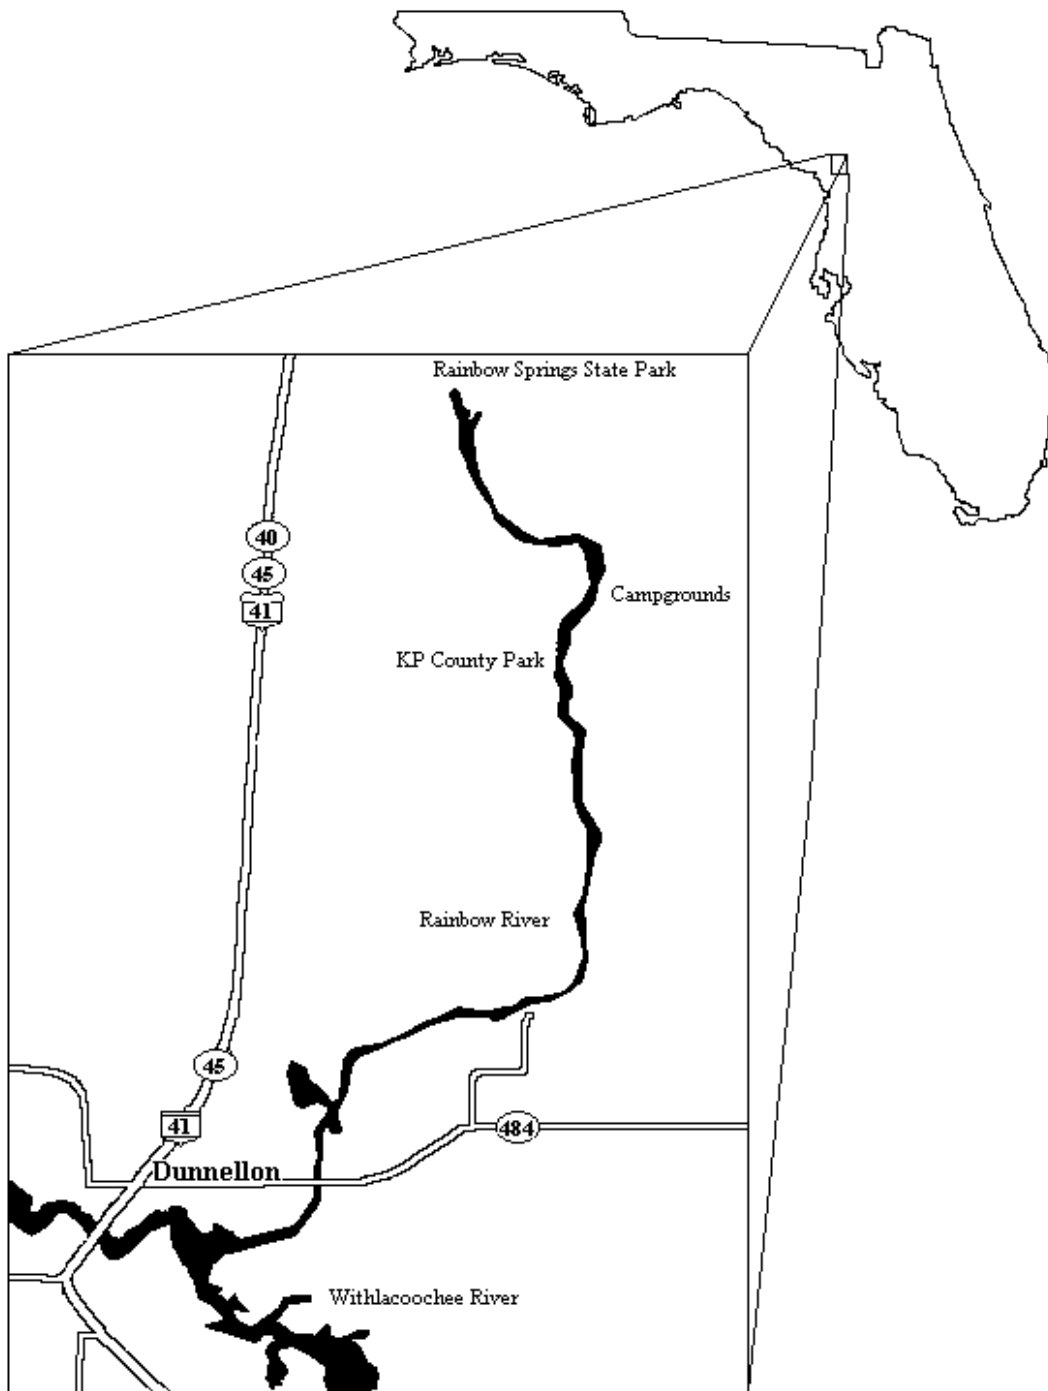 Rainbow Springs State Park
40
45
41
Campgrounds
KP County Park
Rainbow River
45
41
484
Dunnellon
Withlacoochee River